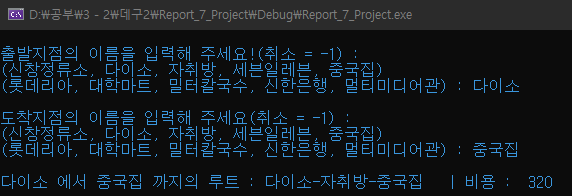 D:\공부\3 - 2\데구2\Report_7_Project\Debug\Report_7_Project.exe
출발지점의 이름을 입력해 주세요!(취소 = -1) :
(신창정류소, 다이소, 자취방, 세븐일레븐, 중국집)
(롯데리아, 대학마트, 밀터칼국수, 신한은행, 멀티미디어관) : 다이소
도착지점의 이름을 입력해 주세요(취소 = -1) :
(신창정류소, 다이소, 자취방, 세븐일레븐, 중국집)
(롯데리아, 대학마트, 밀터칼국수, 신한은행, 멀티미디어관) : 중국집
다이소 에서 중국집 까지의 루트 : 다이소-자취방-중국집 | 비용 : 320